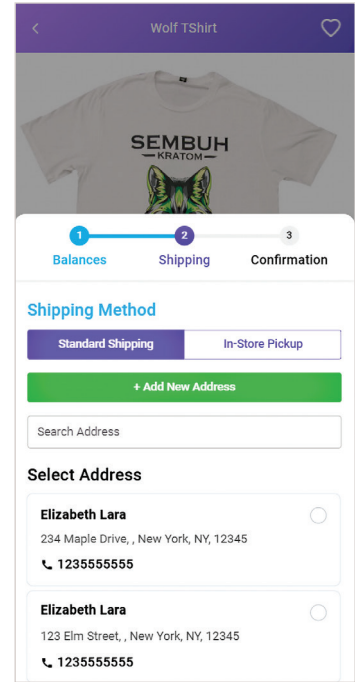 Wolf TShirt
SEMBUH
KRATOM
1 2 3
Balances Shipping Confirmation
Shipping Method
Standard Shipping In-Store Pickup
+ Add New Address
Search Address
Select Address
Elizabeth Lara
234 Maple Drive, , New York, NY, 12345
1235555555
Elizabeth Lara
123 Elm Street, , New York, NY, 12345
1235555555